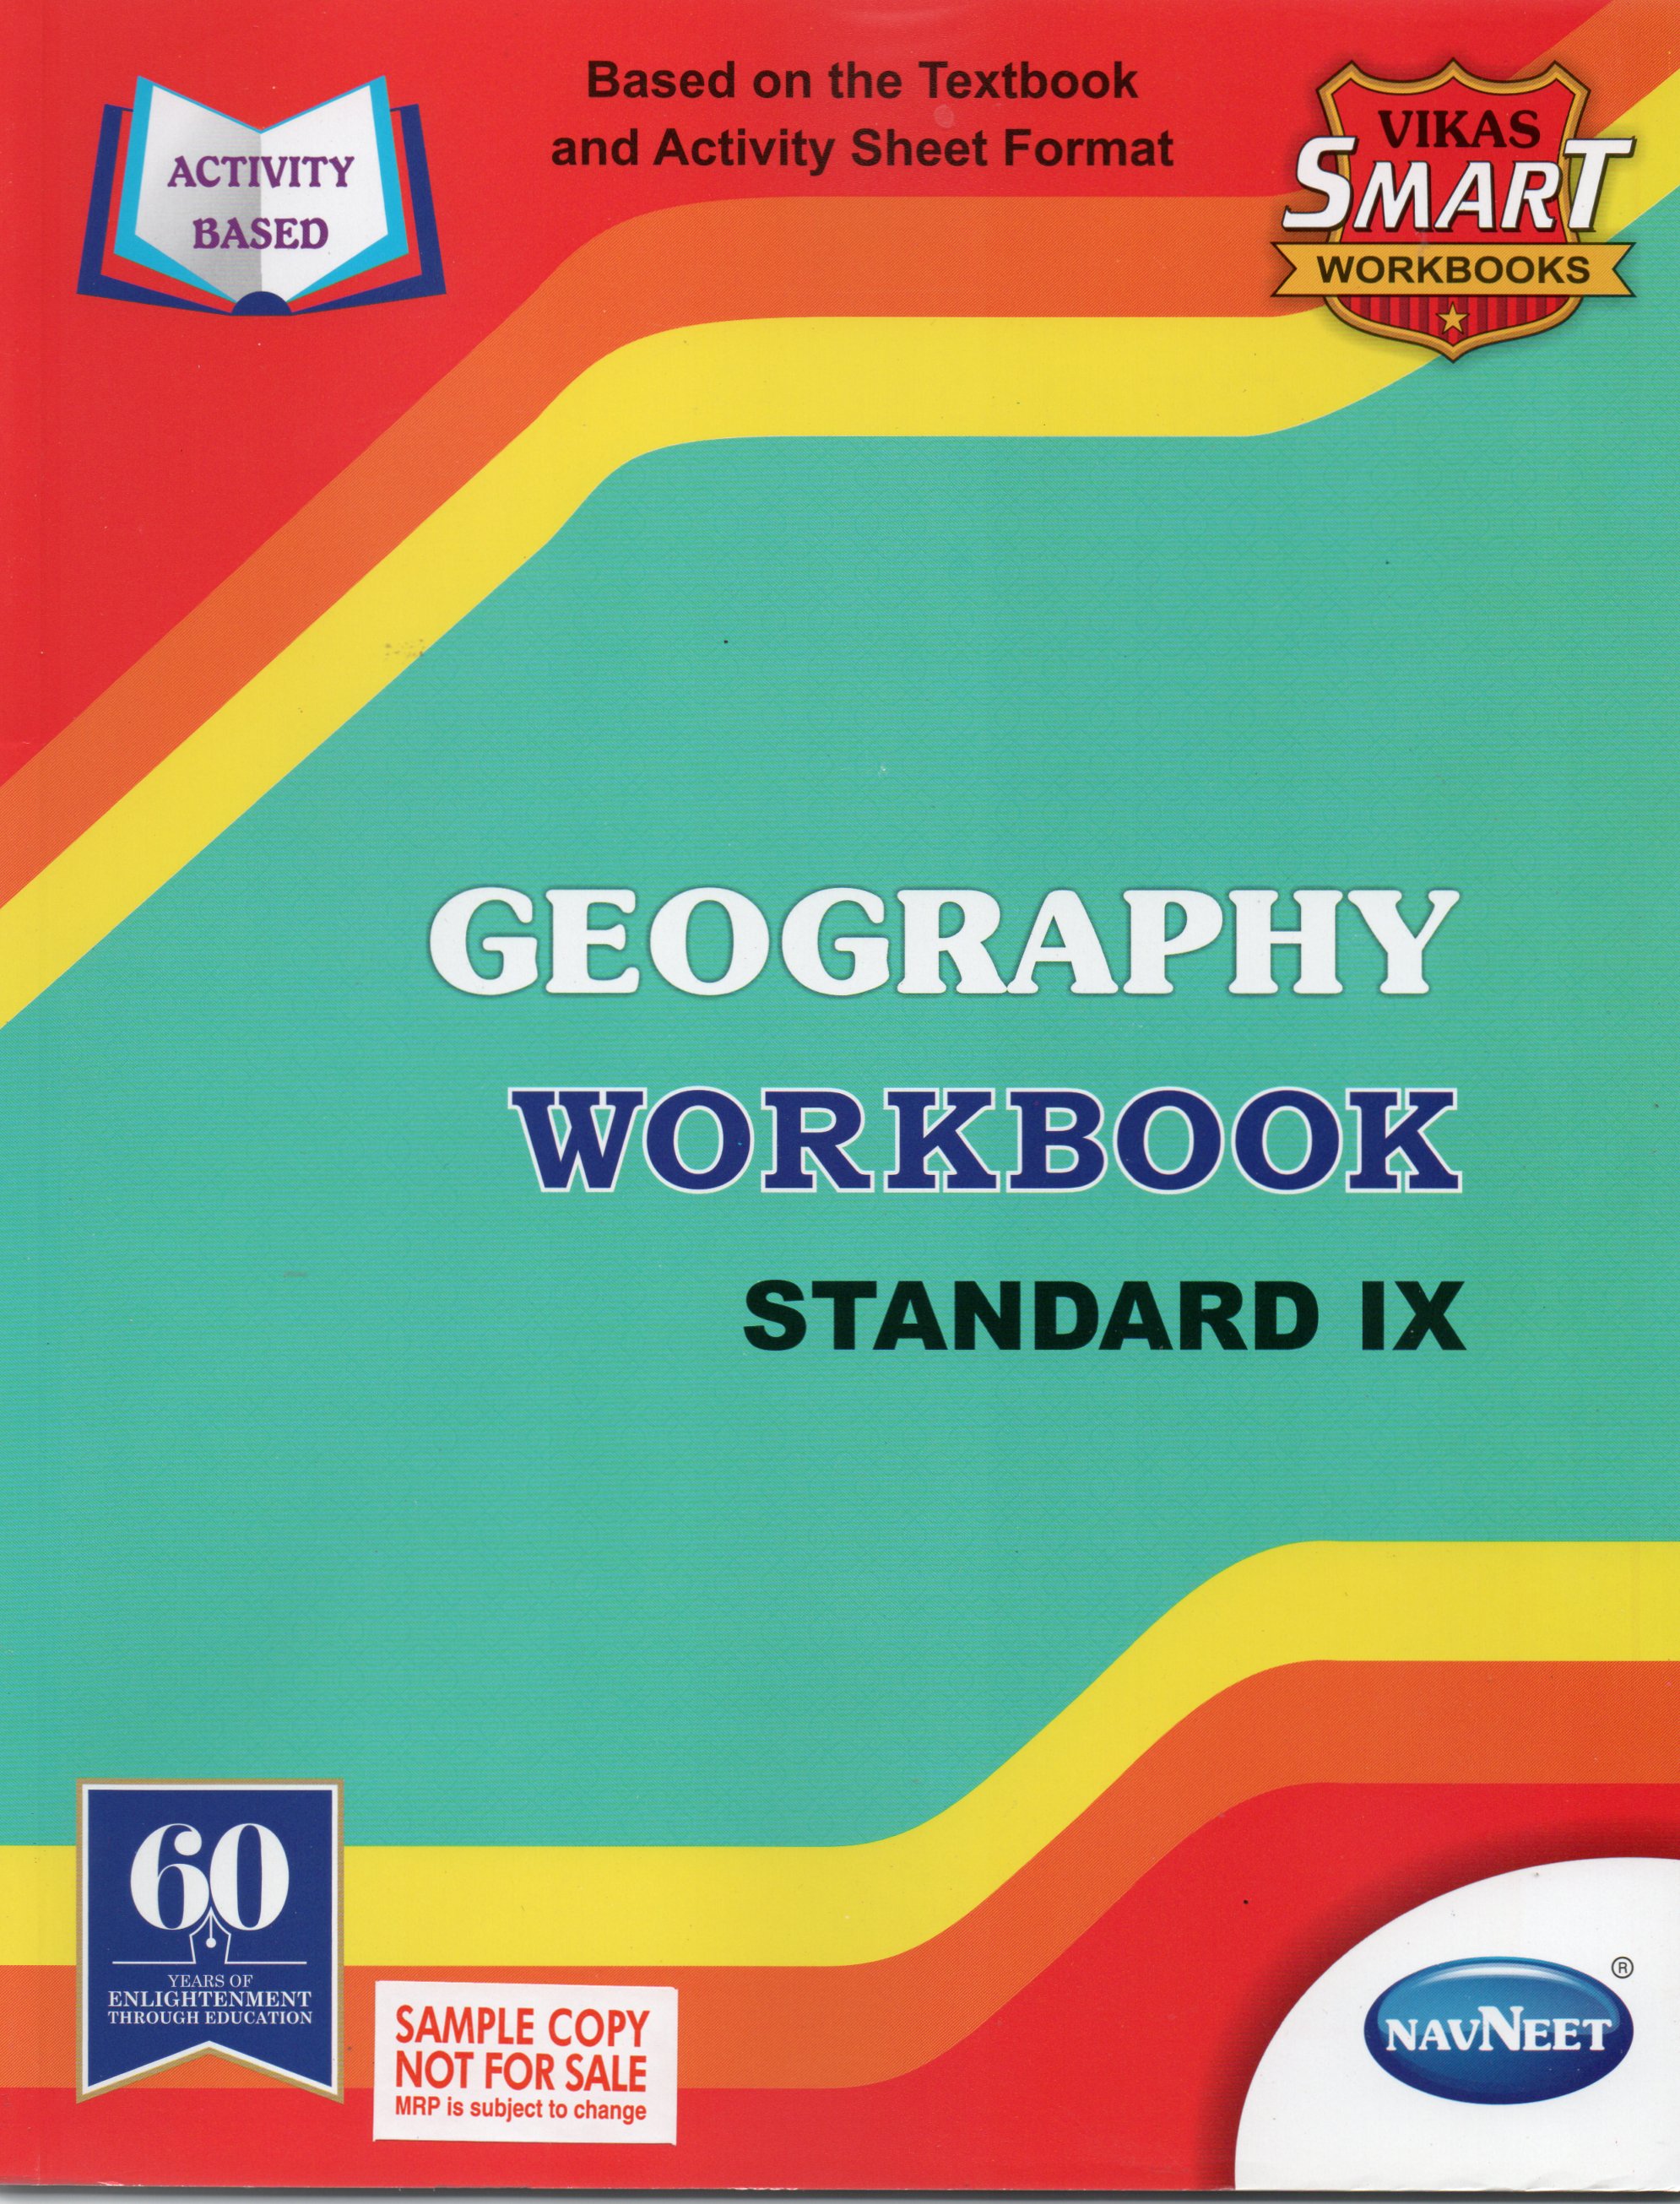 Based on the Textbook
and Activity Sheet Format
ACTIVITY
BASED
VIKAS
SMART
WORKBOOKS
GEOGRAPHY
WORKBOOK
STANDARD IX
60
YEARS OF
ENLIGHTENMENT
THROUGH EDUCATION
SAMPLE COPY
NOT FOR SALE
MRP is subject to change
NAVNEET ®